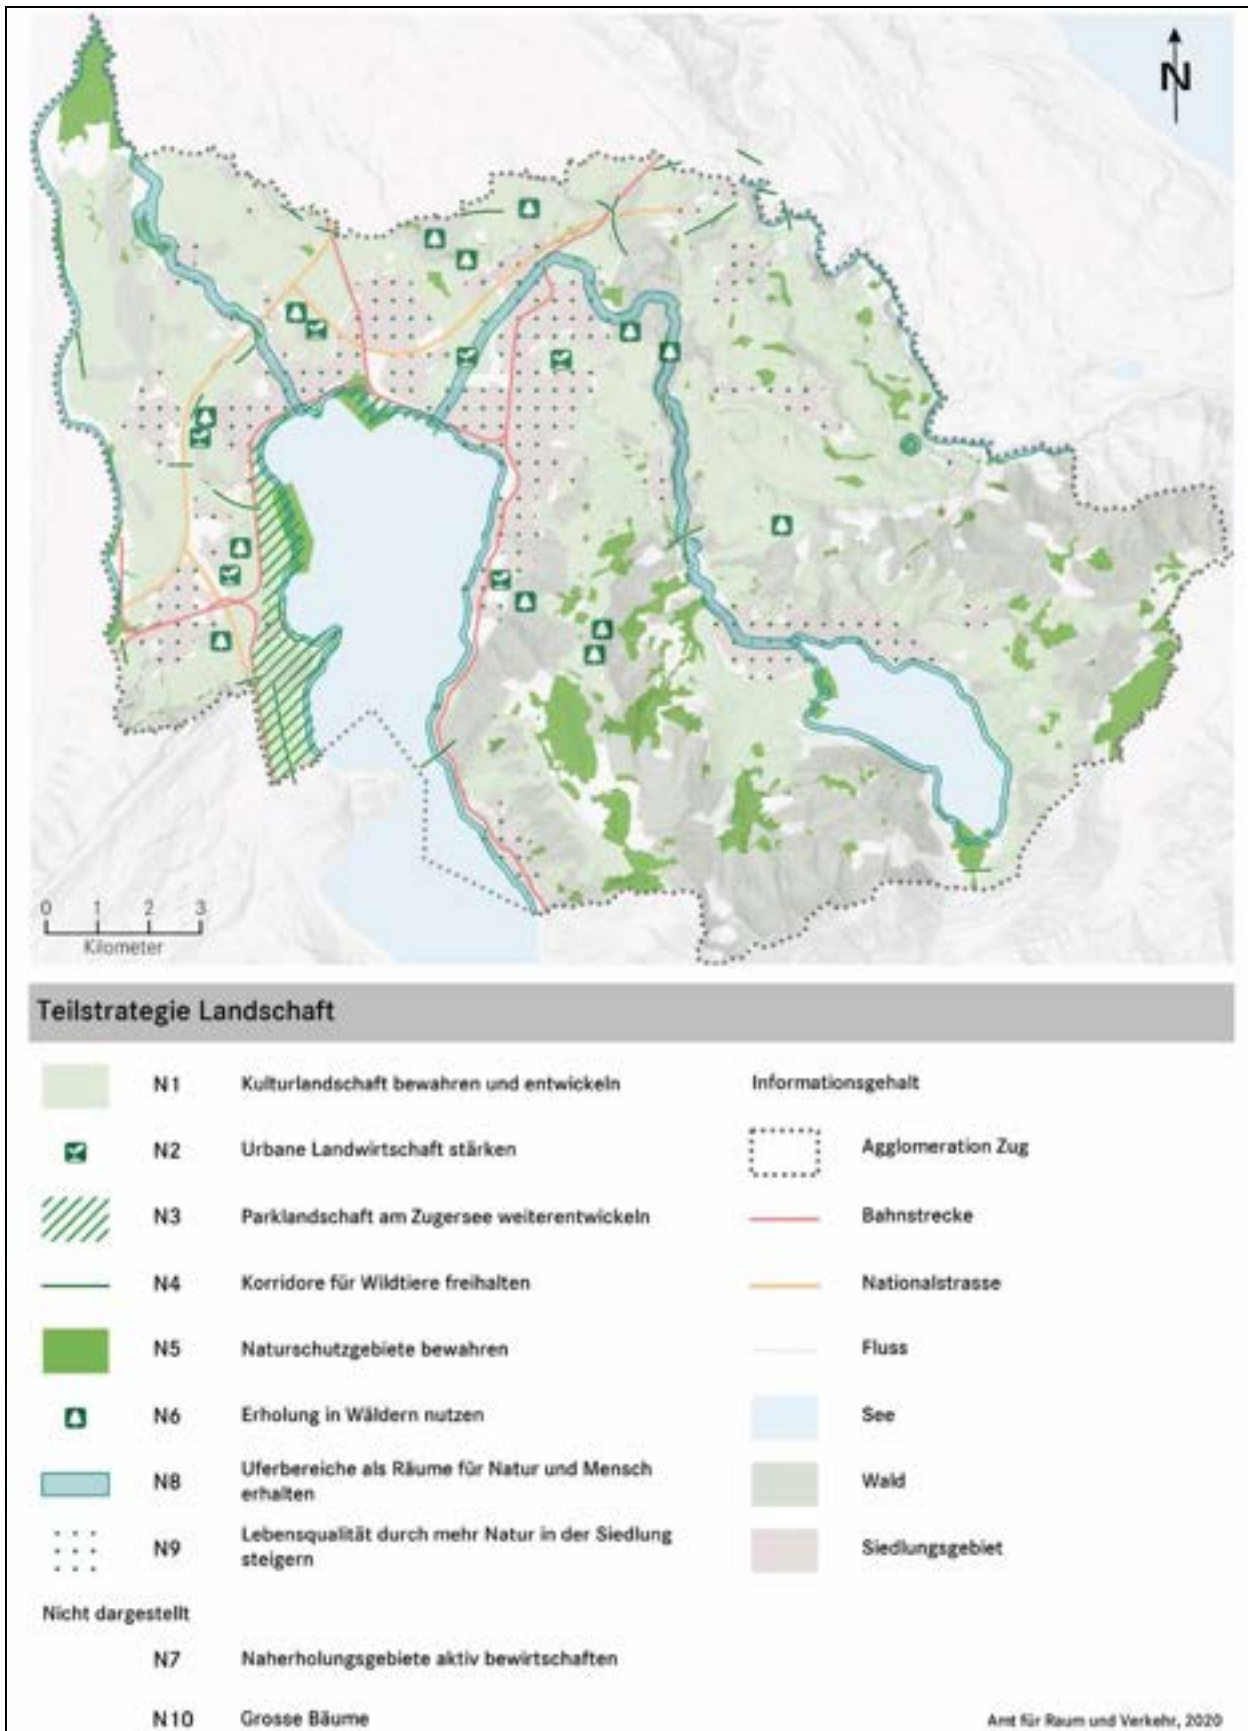 N
0 1 2 3
Kilometer
Teilstrategie Landschaft
N1 Kulturlandschaft bewahren und entwickeln
N2 Urbane Landwirtschaft stärken
N3 Parklandschaft am Zugersee weiterentwickeln
N4 Korridore für Wildtiere freihalten
N5 Naturschutzgebiete bewahren
N6 Erholung in Wäldern nutzen
N8 Uferbereiche als Räume für Natur und Mensch
erhalten
N9 Lebensqualität durch mehr Natur in der Siedlung
steigern
Nicht dargestellt
N7 Naherholungsgebiete aktiv bewirtschaften
N10 Grosse Bäume
Informationsgehalt
Agglomeration Zug
Bahnstrecke
Nationalstrasse
Fluss
See
Wald
Siedlungsgebiet
Amt für Raum und Verkehr, 2020